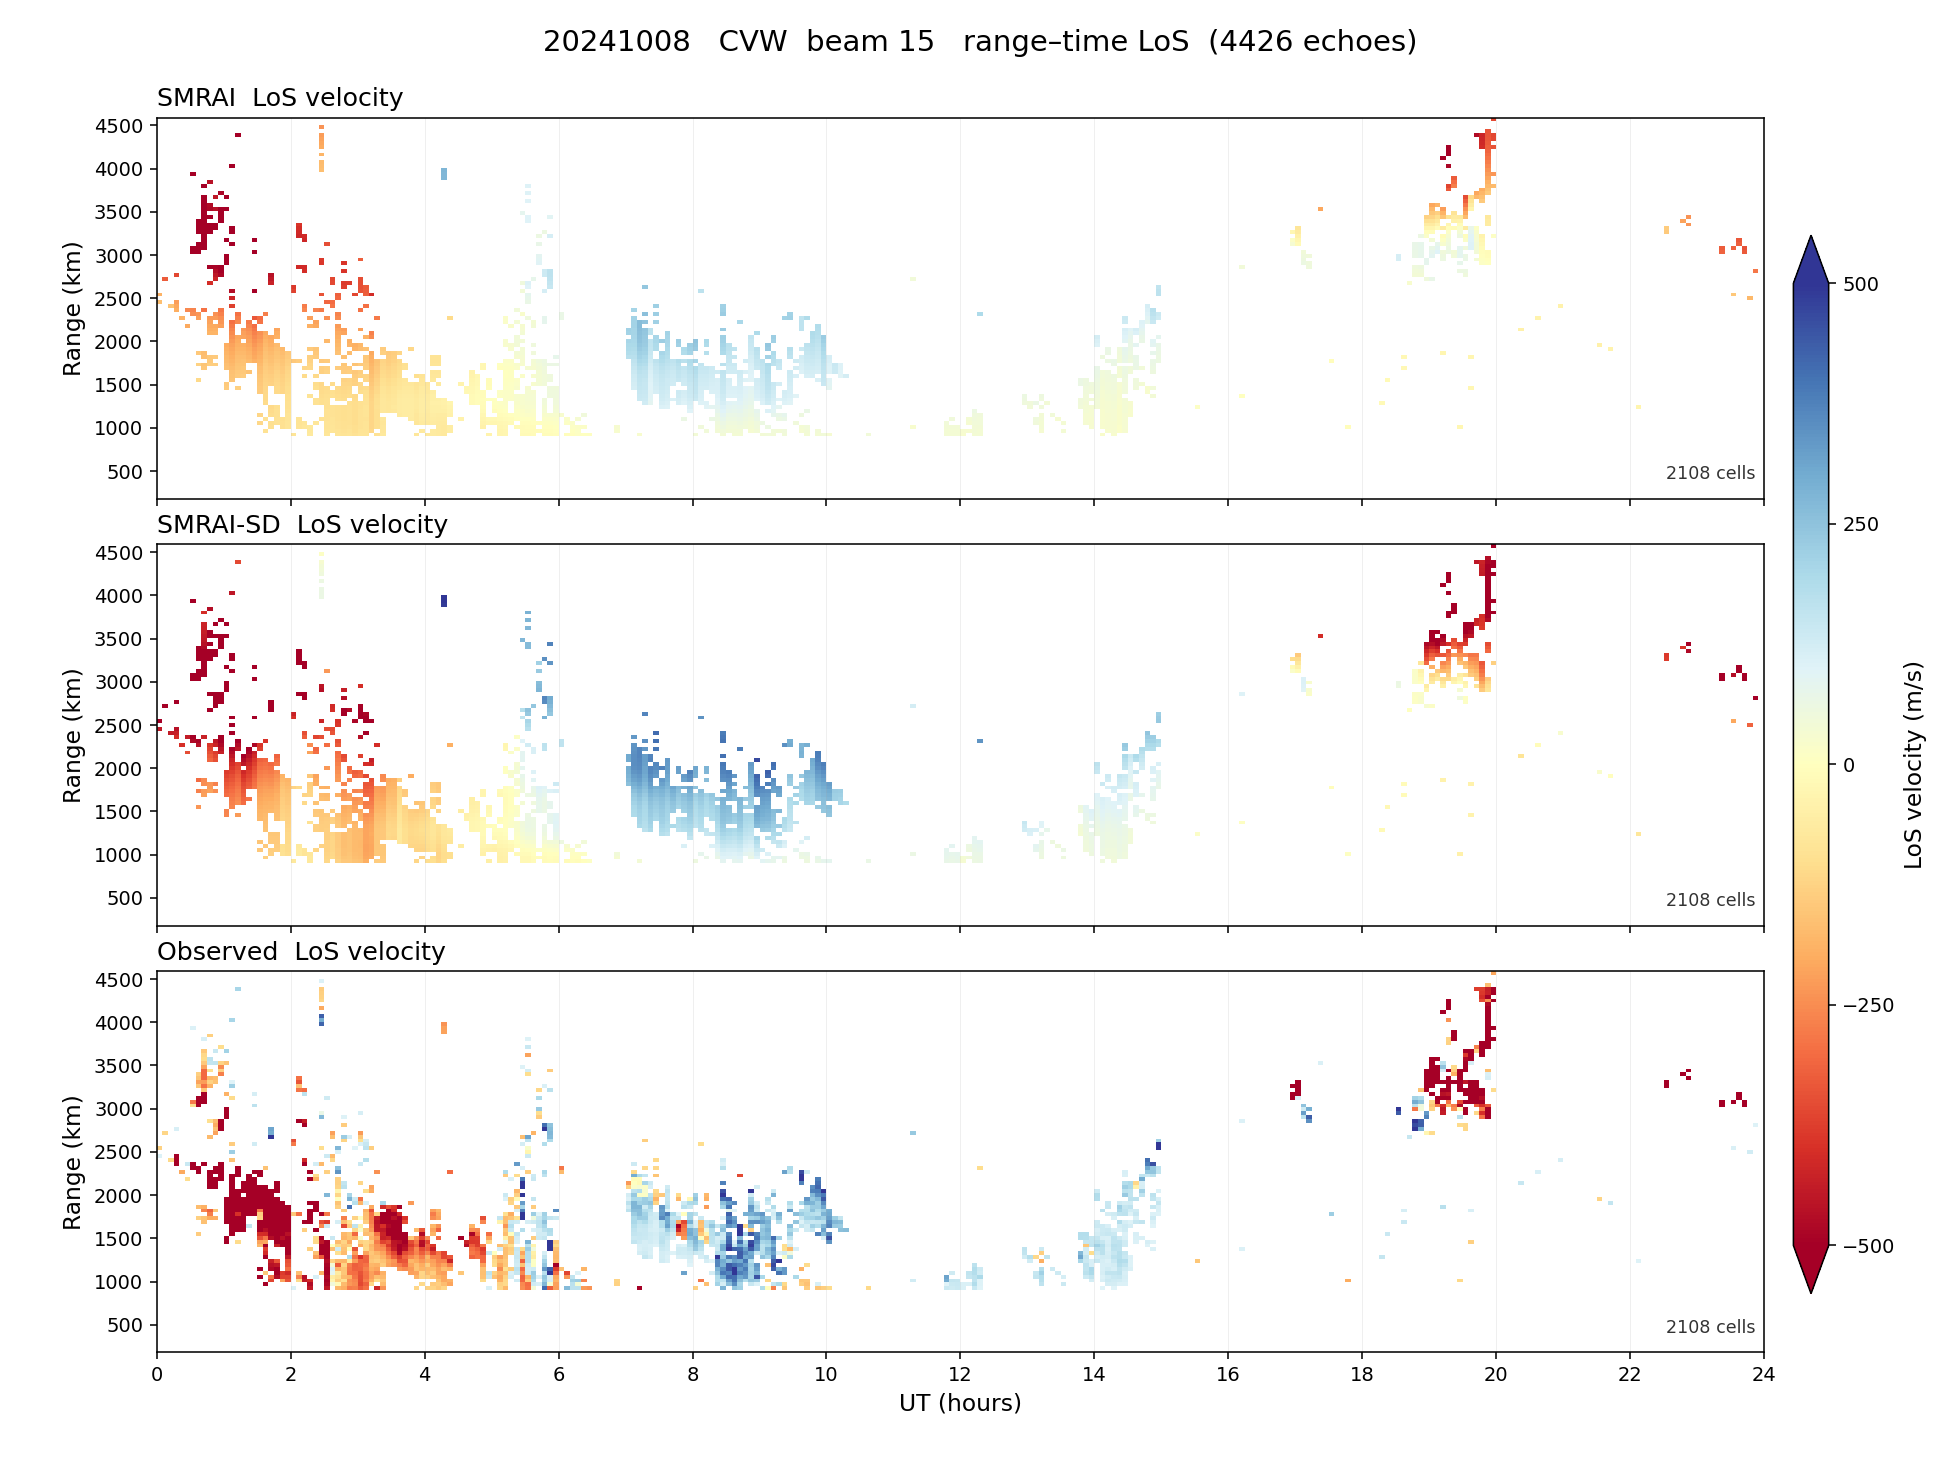 20241008   CVW  beam 15   range–time LoS  (4426 echoes)
SMRAI  LoS velocity
4500
4000
3500
3000
2500
2000
1500
1000
500
Range (km)
2108 cells
SMRAI-SD  LoS velocity
4500
4000
3500
3000
2500
2000
1500
1000
500
Range (km)
2108 cells
Observed  LoS velocity
4500
4000
3500
3000
2500
2000
1500
1000
500
Range (km)
2108 cells
0 2 4 6 8 10 12 14 16 18 20 22 24
UT (hours)
500
250
0
−250
−500
LoS velocity (m/s)